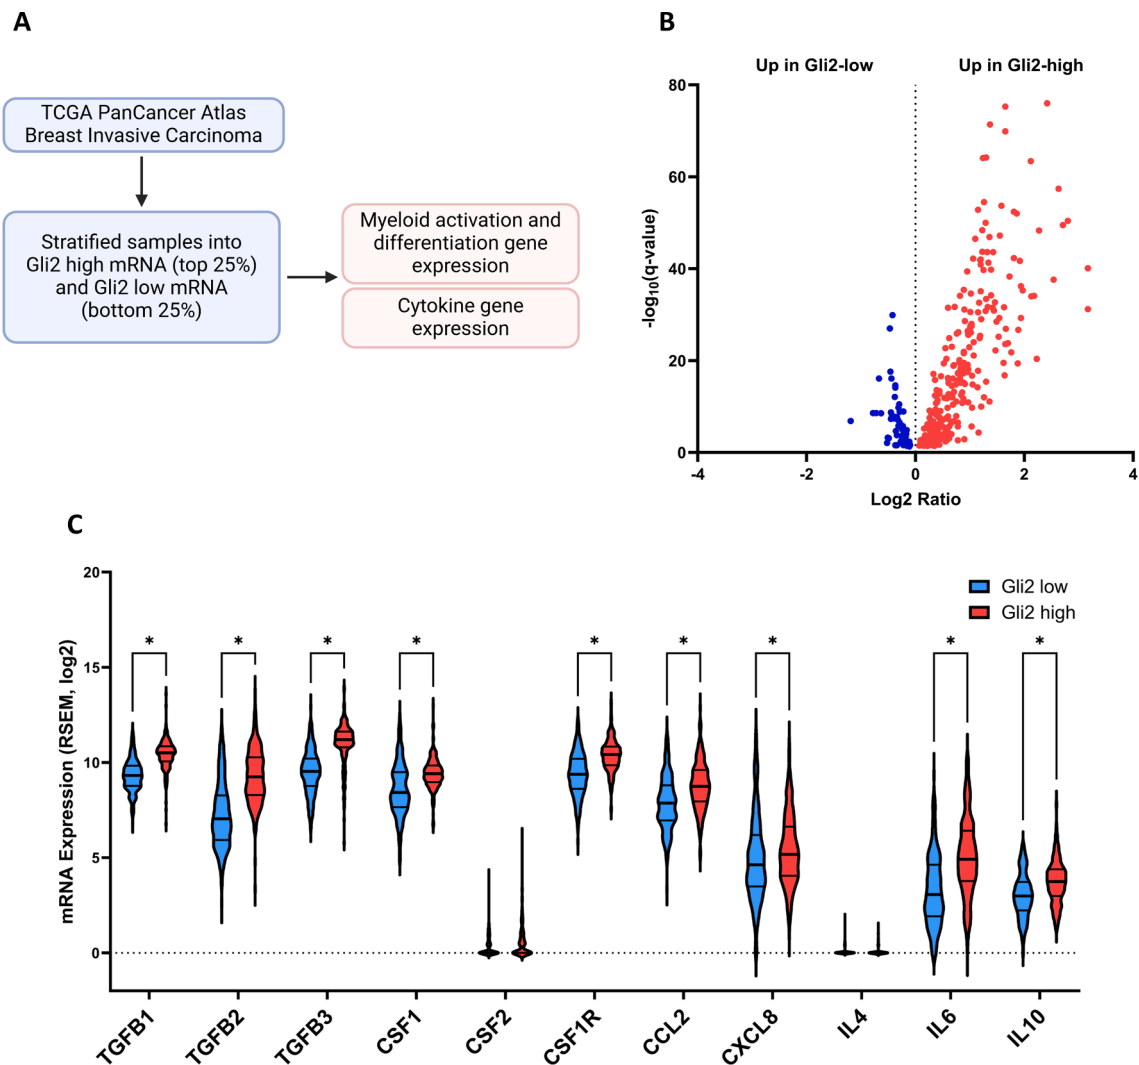 A
TCGA PanCancer Atlas
Breast Invasive Carcinoma
Stratified samples into
Gli2 high mRNA (top 25%)
and Gli2 low mRNA
(bottom 25%)
Myeloid activation and
differentiation gene
expression
Cytokine gene
expression
B
Up in Gli2-low
Up in Gli2-high
-log10(q-value)
80
60
40
20
0
-4
-2
0
2
4
Log2 Ratio
C
Gli2 low
Gli2 high
mRNA Expression (RSEM, log2)
20
15
10
5
0
*
*
*
*
*
*
*
*
*
TGFB1
TGFB2
TGFB3
CSF1
CSF2
CSF1R
CCL2
CXCL8
IL4
IL6
IL10